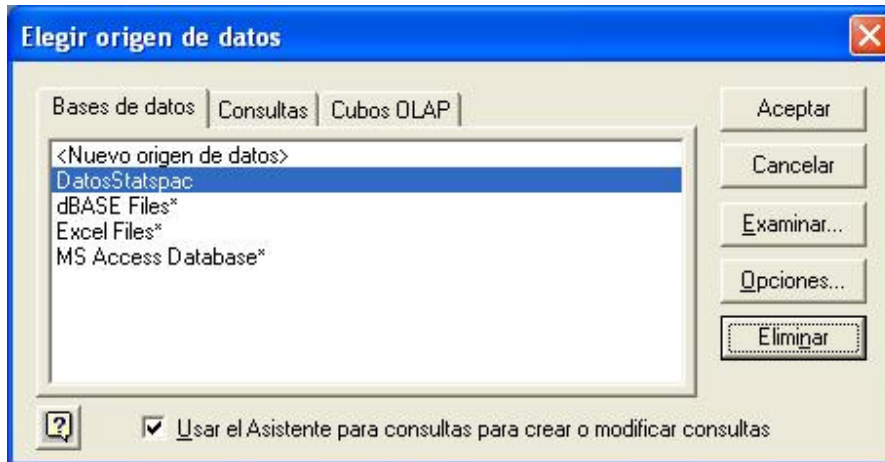 Elegir origen de datos
Bases de datos
Consultas
Cubos OLAP
<Nuevo origen de datos>
DatosStatspac
dBASE Files*
Excel Files*
MS Access Database*
Aceptar
Cancelar
Examinar...
Opciones...
Eliminar
Usar el Asistente para consultas para crear o modificar consultas